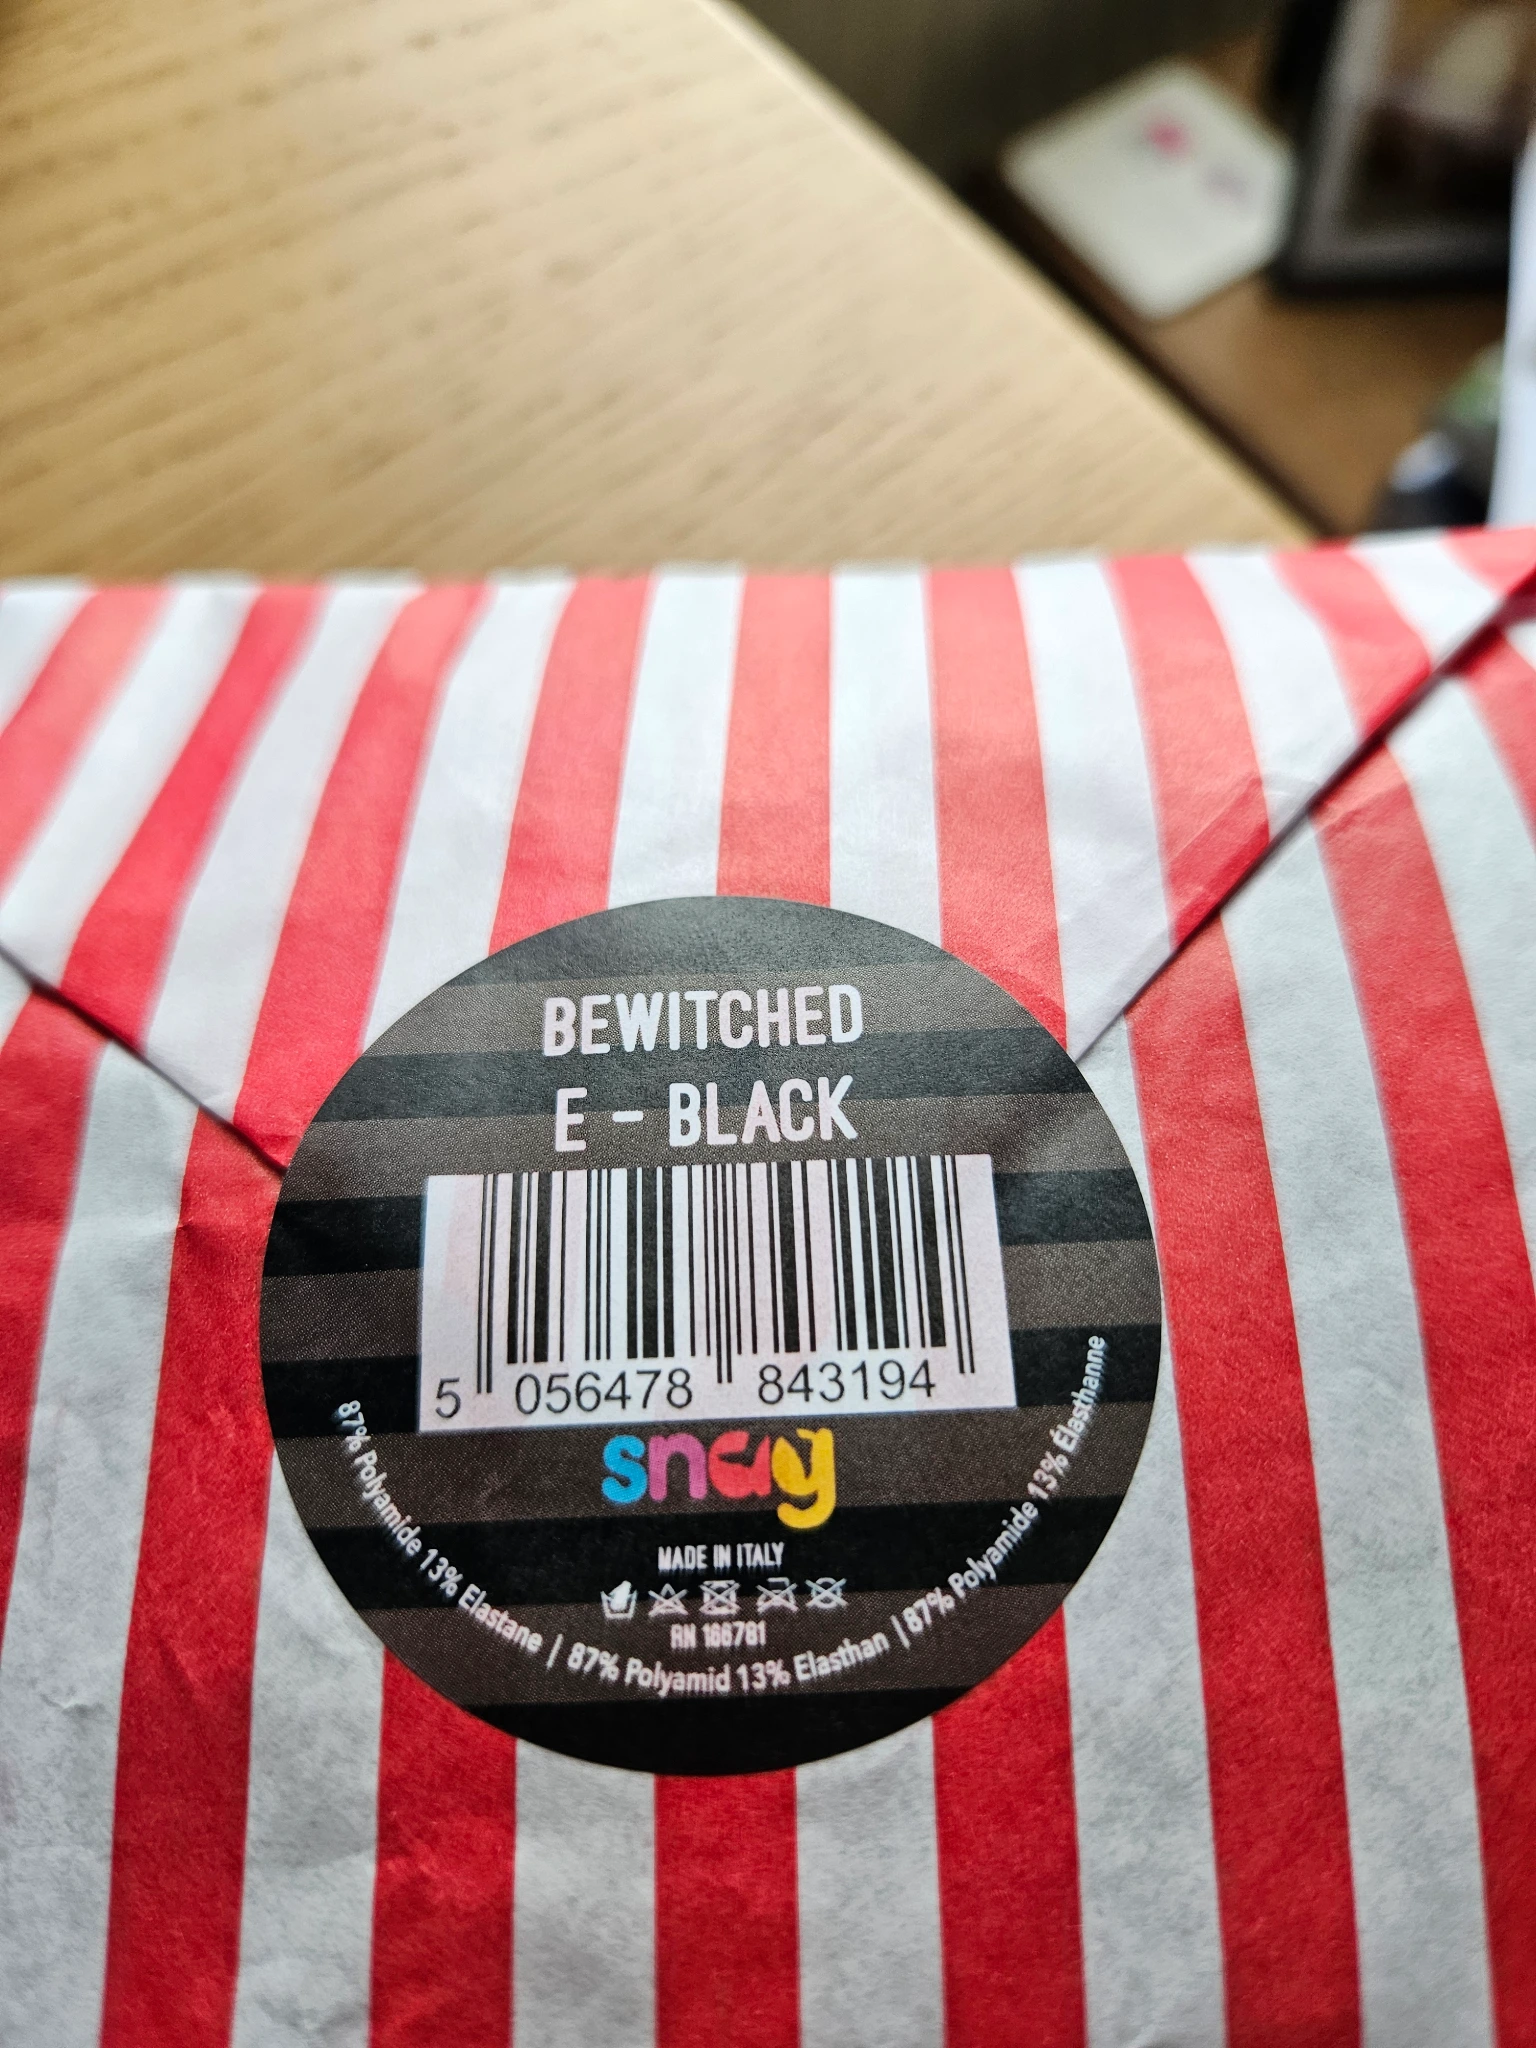 BEWITCHED
E - BLACK
5 056478 843194
snag
MADE IN ITALY
RN 166781
87% Polyamide 13% Elastane | 87% Polyamid 13% Elasthan | 87% Polyamide 13% Élasthanne